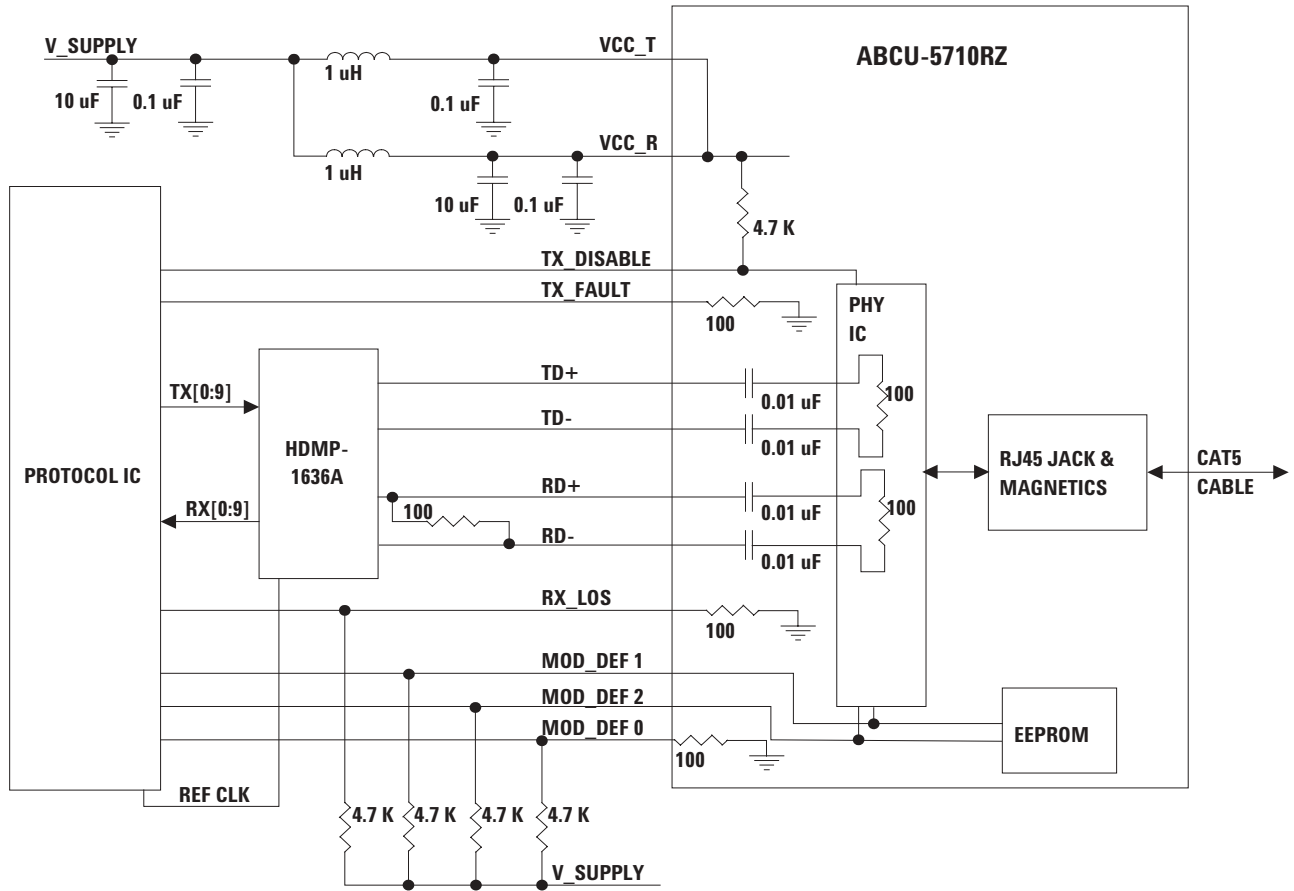 V_SUPPLY
VCC_T
ABCU-5710RZ
1 uH
10 uF
0.1 uF
0.1 uF
VCC_R
1 uH
10 uF
0.1 uF
4.7 K
TX_DISABLE
TX_FAULT
100
PHY
IC
TX[0:9]
TD+
0.01 uF
100
TD-
0.01 uF
HDMP-
1636A
PROTOCOL IC
RJ45 JACK &
MAGNETICS
CAT5
CABLE
RD+
0.01 uF
100
RX[0:9]
100
RD-
0.01 uF
RX_LOS
100
MOD_DEF 1
MOD_DEF 2
MOD_DEF 0
100
EEPROM
REF CLK
4.7 K
4.7 K
4.7 K
4.7 K
V_SUPPLY